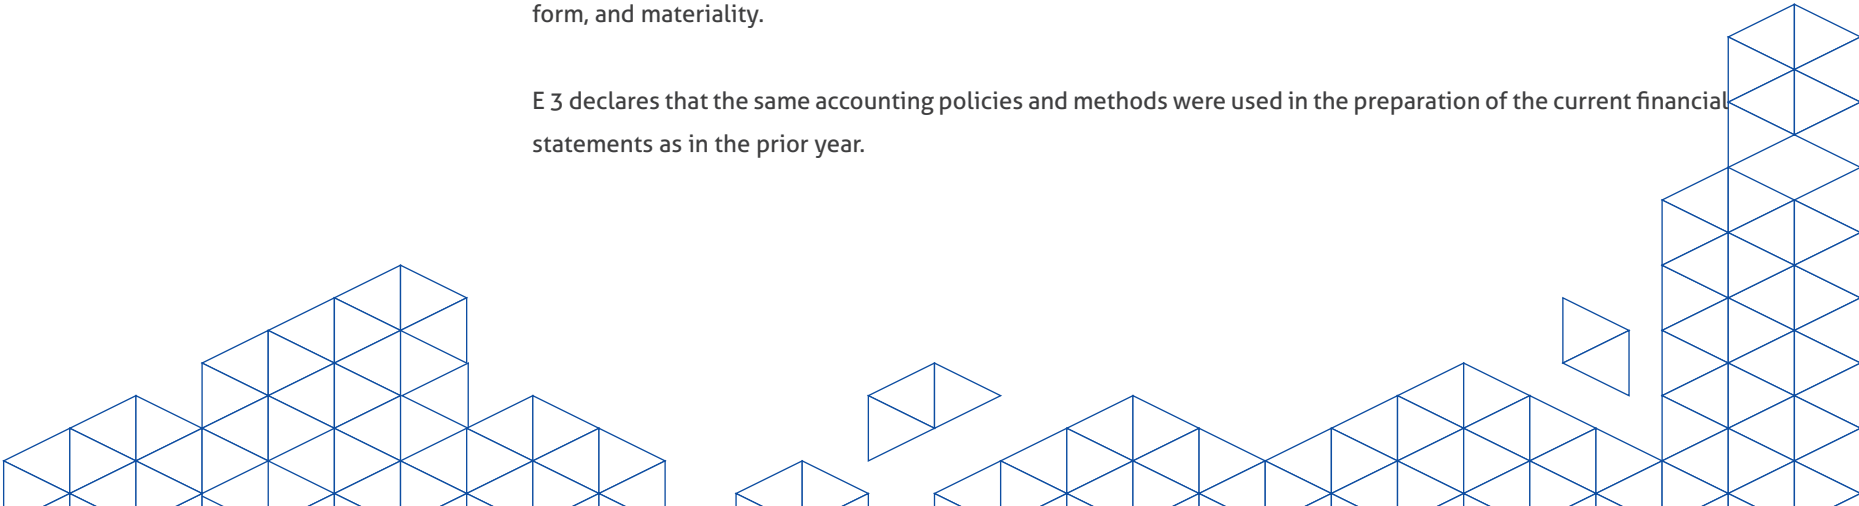 form, and materiality.
E 3 declares that the same accounting policies and methods were used in the preparation of the current financial
statements as in the prior year.